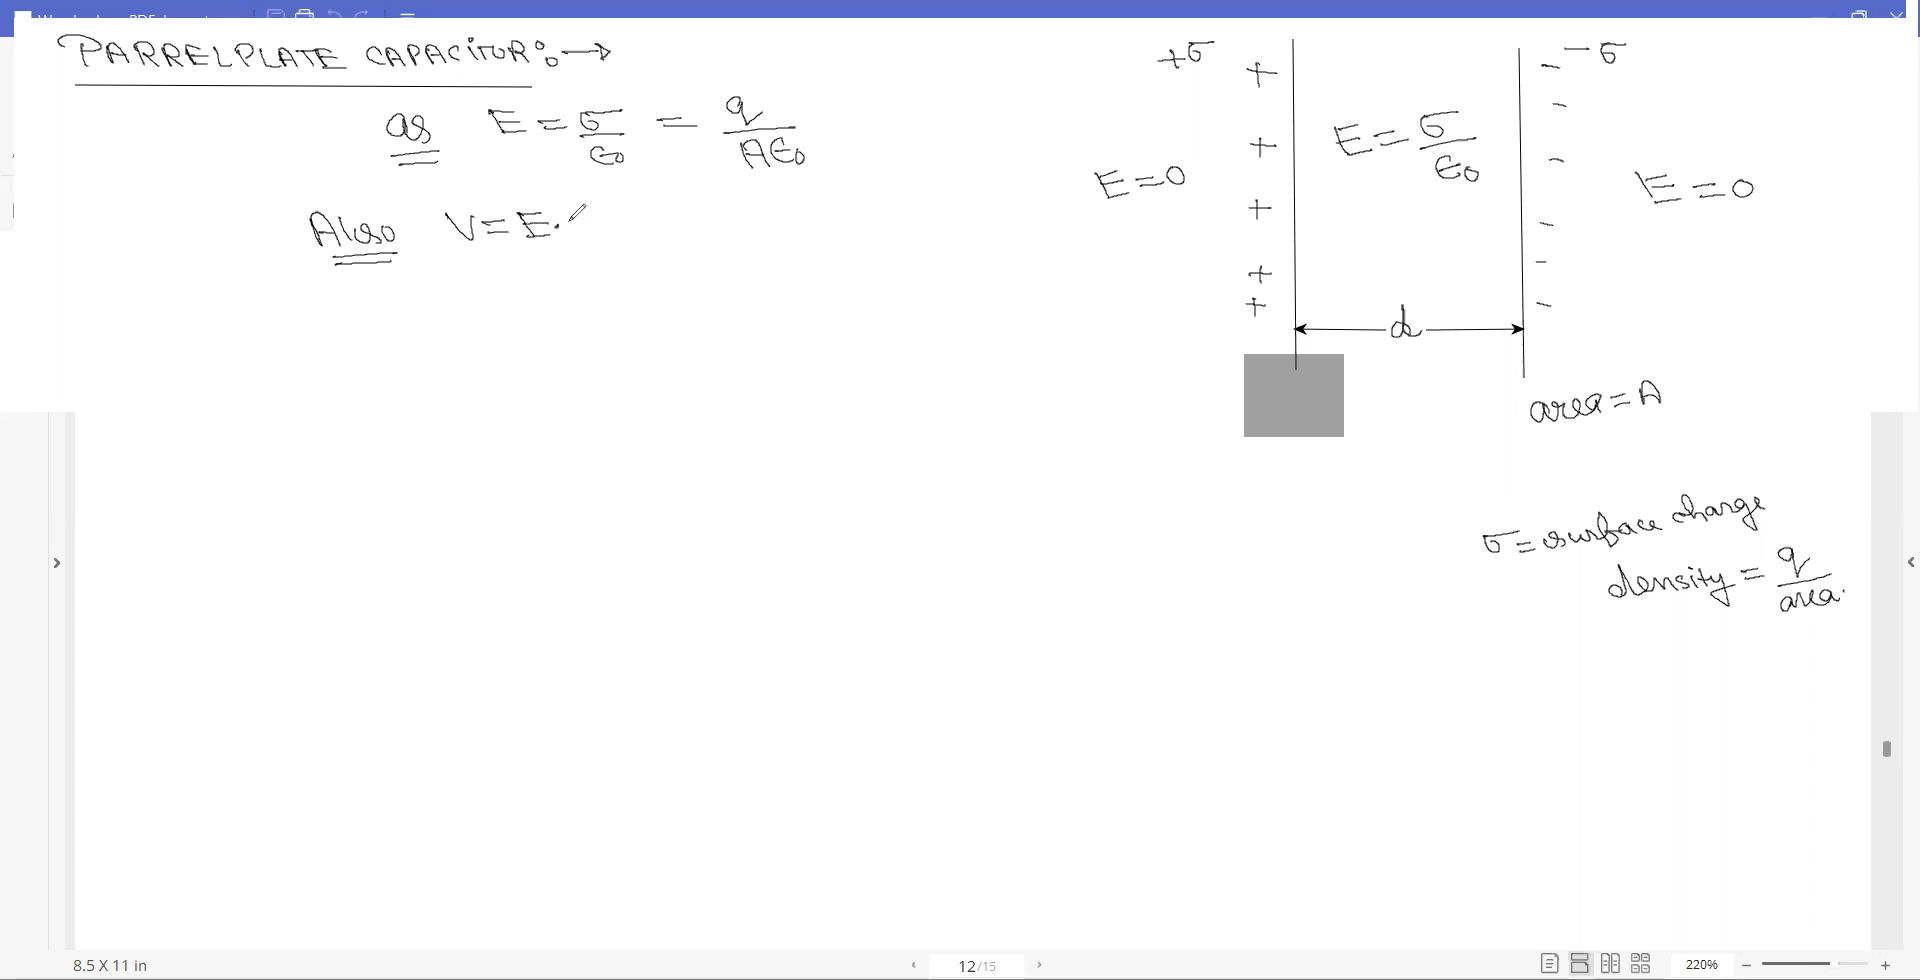 PARRELPLATE CAPACITOR:→
as E = σ/ε₀ = q/Aε₀
Also V = E.
+σ
-σ
E=0
E = σ/ε₀
E=0
d
area = A
σ = surface charge
density = q/area.
8.5 X 11 in
12/15
220%